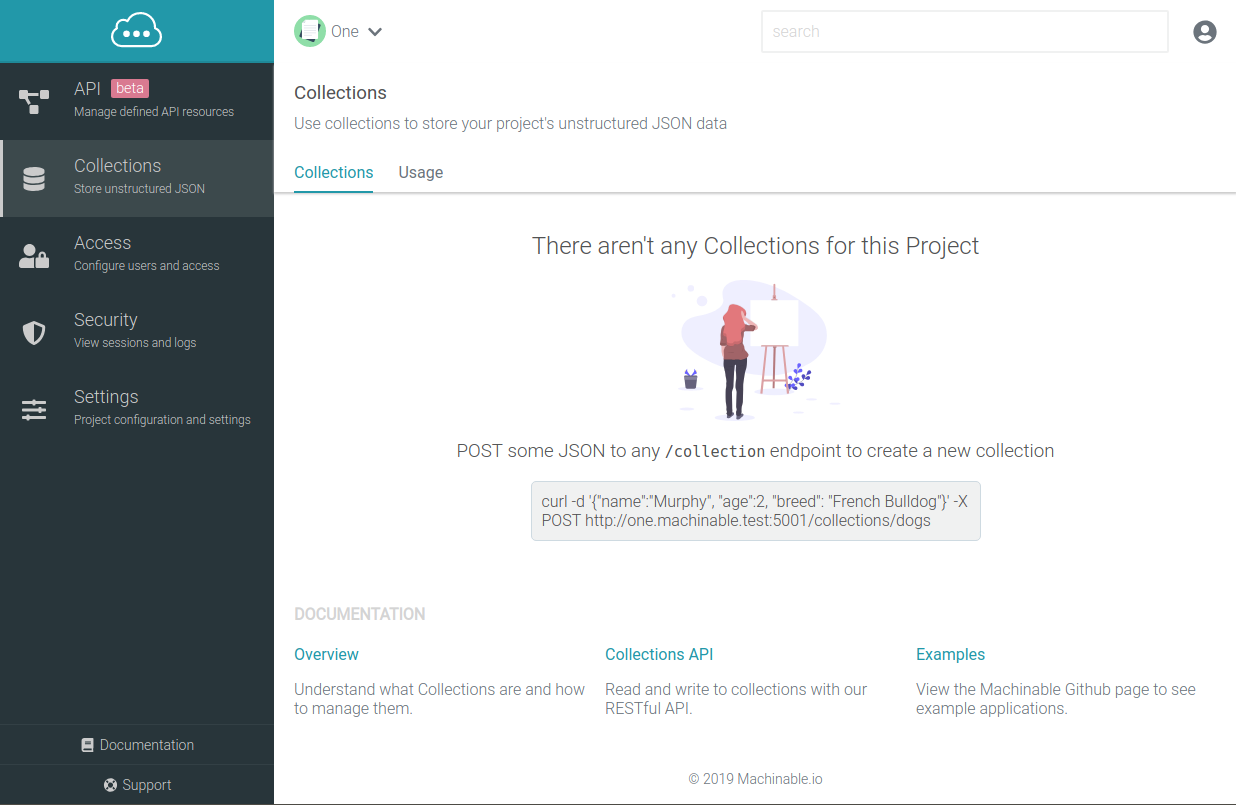 One
search
API beta
Manage defined API resources
Collections
Store unstructured JSON
Access
Configure users and access
Security
View sessions and logs
Settings
Project configuration and settings
Documentation
Support
Collections
Use collections to store your project's unstructured JSON data
Collections Usage
There aren't any Collections for this Project
POST some JSON to any /collection endpoint to create a new collection
curl -d '{"name":"Murphy", "age":2, "breed": "French Bulldog"}' -X
POST http://one.machinable.test:5001/collections/dogs
DOCUMENTATION
Overview
Understand what Collections are and how
to manage them.
Collections API
Read and write to collections with our
RESTful API.
Examples
View the Machinable Github page to see
example applications.
© 2019 Machinable.io